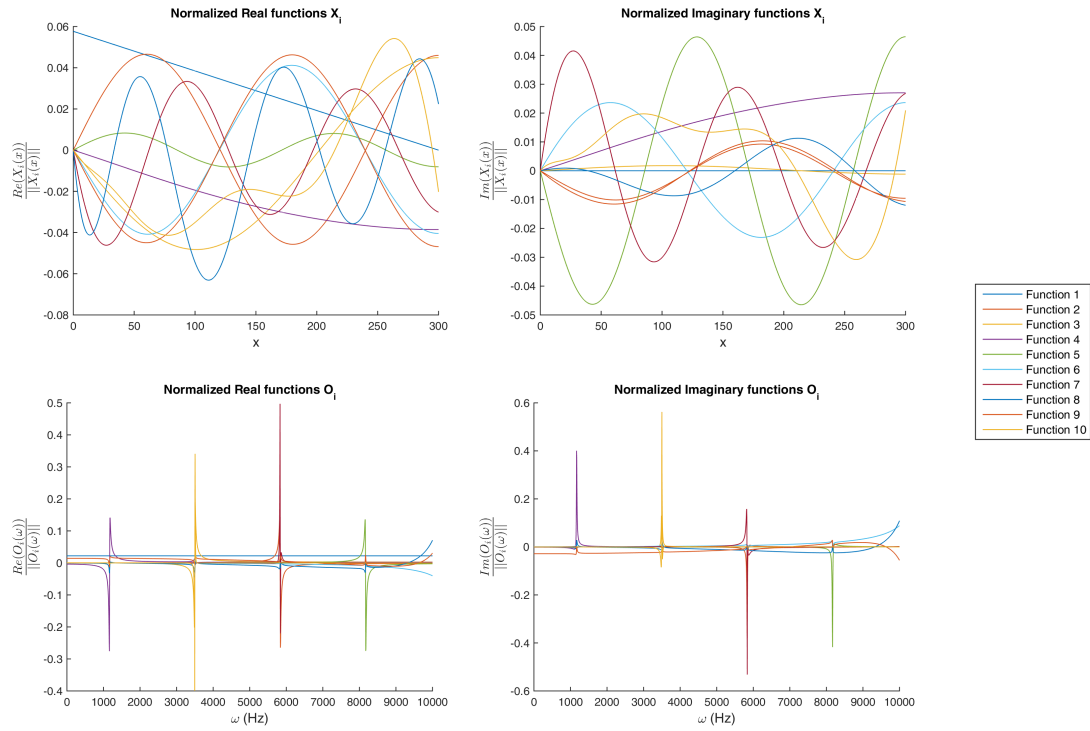 Normalized Real functions X_i
0.06
0.04
0.02
0
-0.02
-0.04
-0.06
-0.08
Re(X_i(x))
||X_i(x)||
0
50
100
150
200
250
300
x
Normalized Imaginary functions X_i
0.05
0.04
0.03
0.02
0.01
0
-0.01
-0.02
-0.03
-0.04
-0.05
Im(X_i(x))
||X_i(x)||
0
50
100
150
200
250
300
x
Function 1
Function 2
Function 3
Function 4
Function 5
Function 6
Function 7
Function 8
Function 9
Function 10
Normalized Real functions O_i
0.5
0.4
0.3
0.2
0.1
0
-0.1
-0.2
-0.3
-0.4
Re(O_i(ω))
||O_i(ω)||
0
1000
2000
3000
4000
5000
6000
7000
8000
9000
10000
ω (Hz)
Normalized Imaginary functions O_i
0.6
0.4
0.2
0
-0.2
-0.4
-0.6
Im(O_i(ω))
||O_i(ω)||
0
1000
2000
3000
4000
5000
6000
7000
8000
9000
10000
ω (Hz)